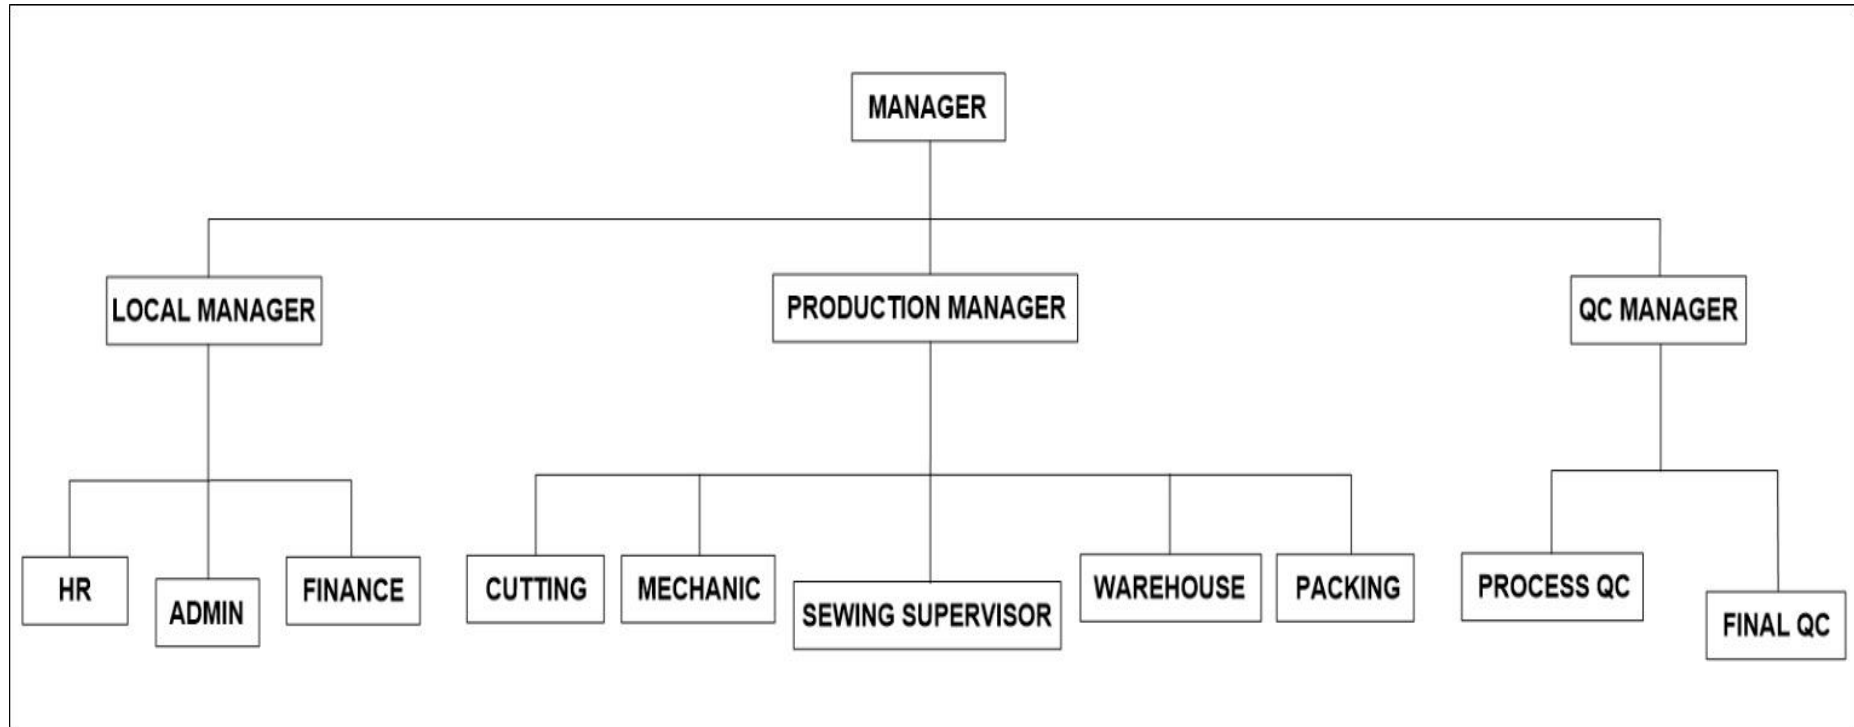 MANAGER
LOCAL MANAGER
PRODUCTION MANAGER
QC MANAGER
HR
ADMIN
FINANCE
CUTTING
MECHANIC
SEWING SUPERVISOR
WAREHOUSE
PACKING
PROCESS QC
FINAL QC